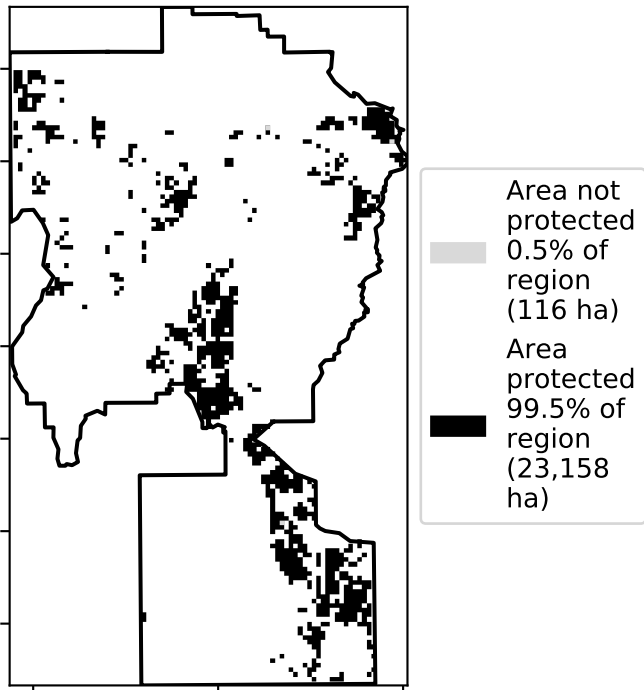 Area not
protected
0.5% of
region
(116 ha)
Area
protected
99.5% of
region
(23,158
ha)